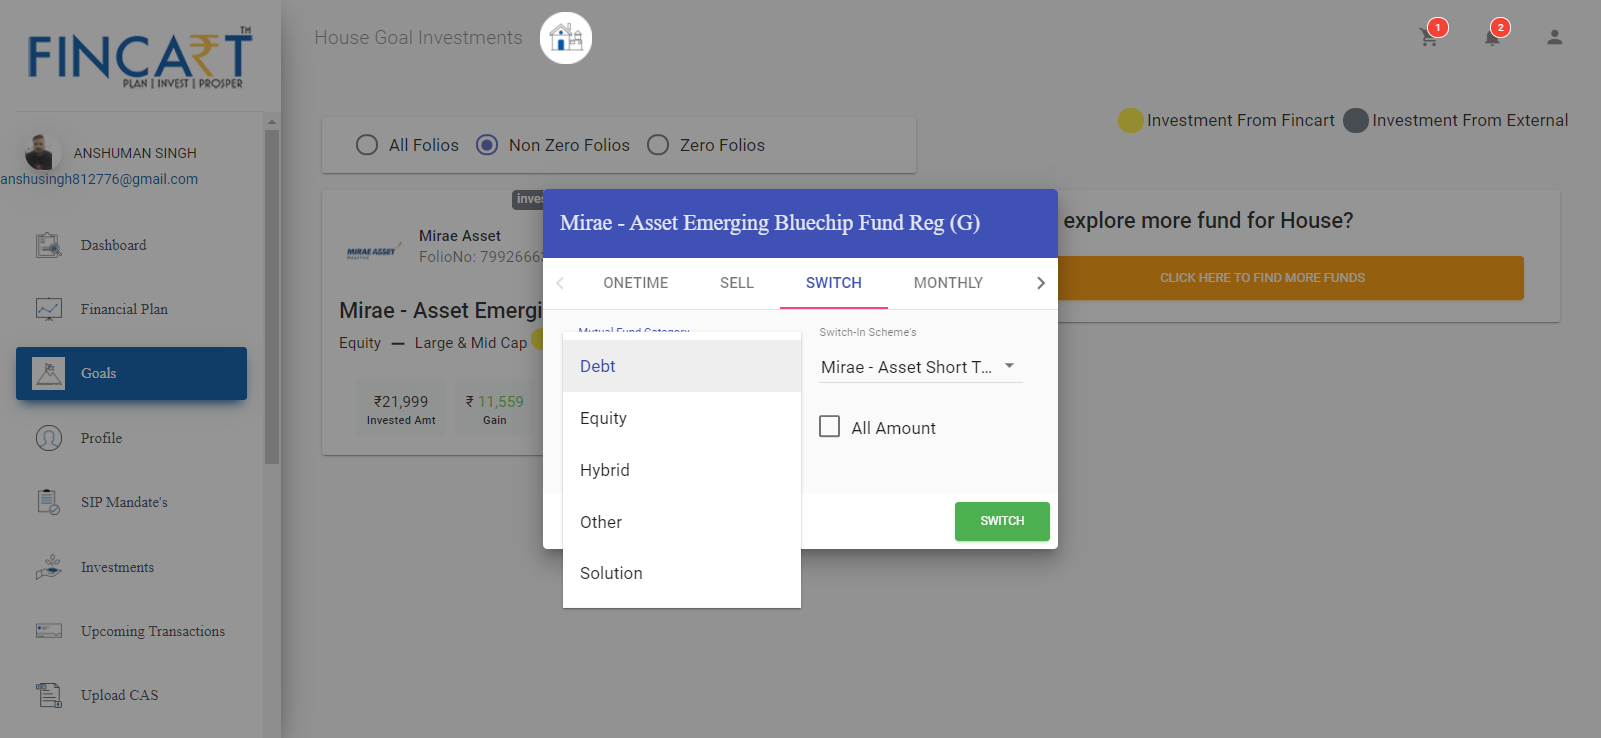 FINCART
TM
PLAN | INVEST | PROSPER
House Goal Investments
1
2
ANSHUMAN SINGH
anshusingh812776@gmail.com
Dashboard
Financial Plan
Goals
Profile
SIP Mandate's
Investments
Upcoming Transactions
Upload CAS
All Folios
Non Zero Folios
Zero Folios
Investment From Fincart
Investment From External
MIRAE ASSET
Mirae Asset
FolioNo:
Mirae - Asset
Equity — Large & Mid Cap
₹21,999
Invested Amt
₹ 11,559
Gain
explore more fund for House?
CLICK HERE TO FIND MORE FUNDS
Mirae - Asset Emerging Bluechip Fund Reg (G)
ONETIME
SELL
SWITCH
MONTHLY
Mutual Fund Category
Debt
Equity
Hybrid
Other
Solution
Switch-In Scheme's
Mirae - Asset Short T...
All Amount
SWITCH